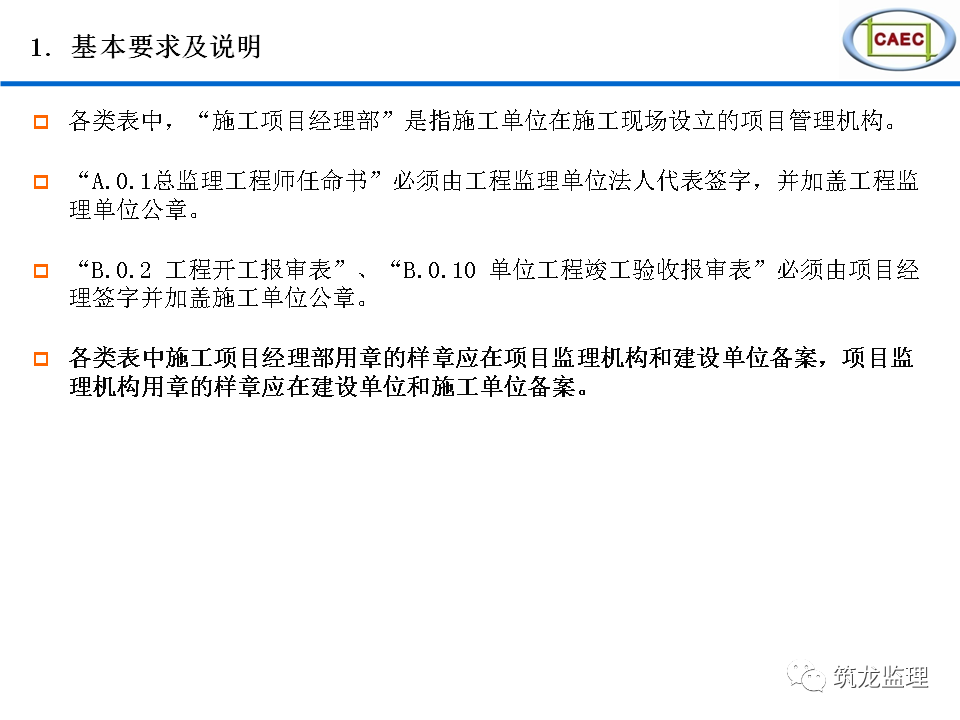 1. 基本要求及说明
CAEC
各类表中，“施工项目经理部”是指施工单位在施工现场设立的项目管理机构。
“A.0.1总监理工程师任命书”必须由工程监理单位法人代表签字，并加盖工程监
理单位公章。
“B.0.2 工程开工报审表”、“B.0.10 单位工程竣工验收报审表”必须由项目经
理签字并加盖施工单位公章。
各类表中施工项目经理部用章的样章应在项目监理机构和建设单位备案，项目监
理机构用章的样章应在建设单位和施工单位备案。
筑龙监理